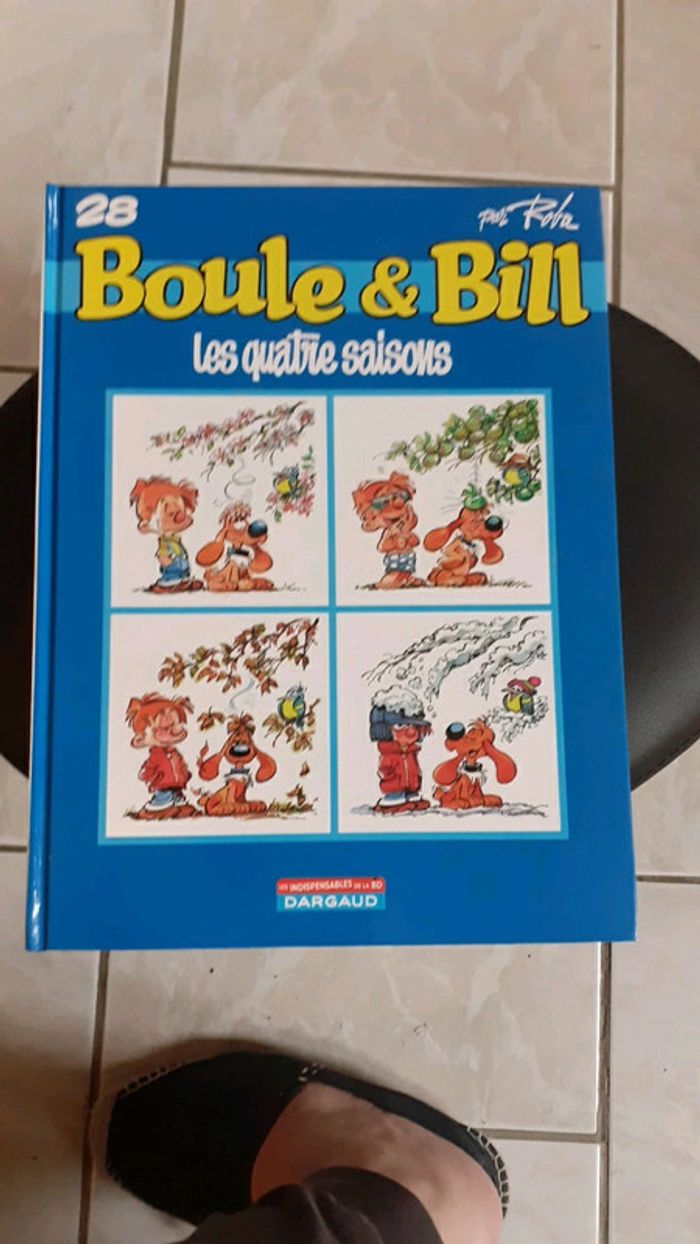 28
par Roba
Boule & Bill
les quatre saisons
LES INDISPENSABLES DE LA BD
DARGAUD